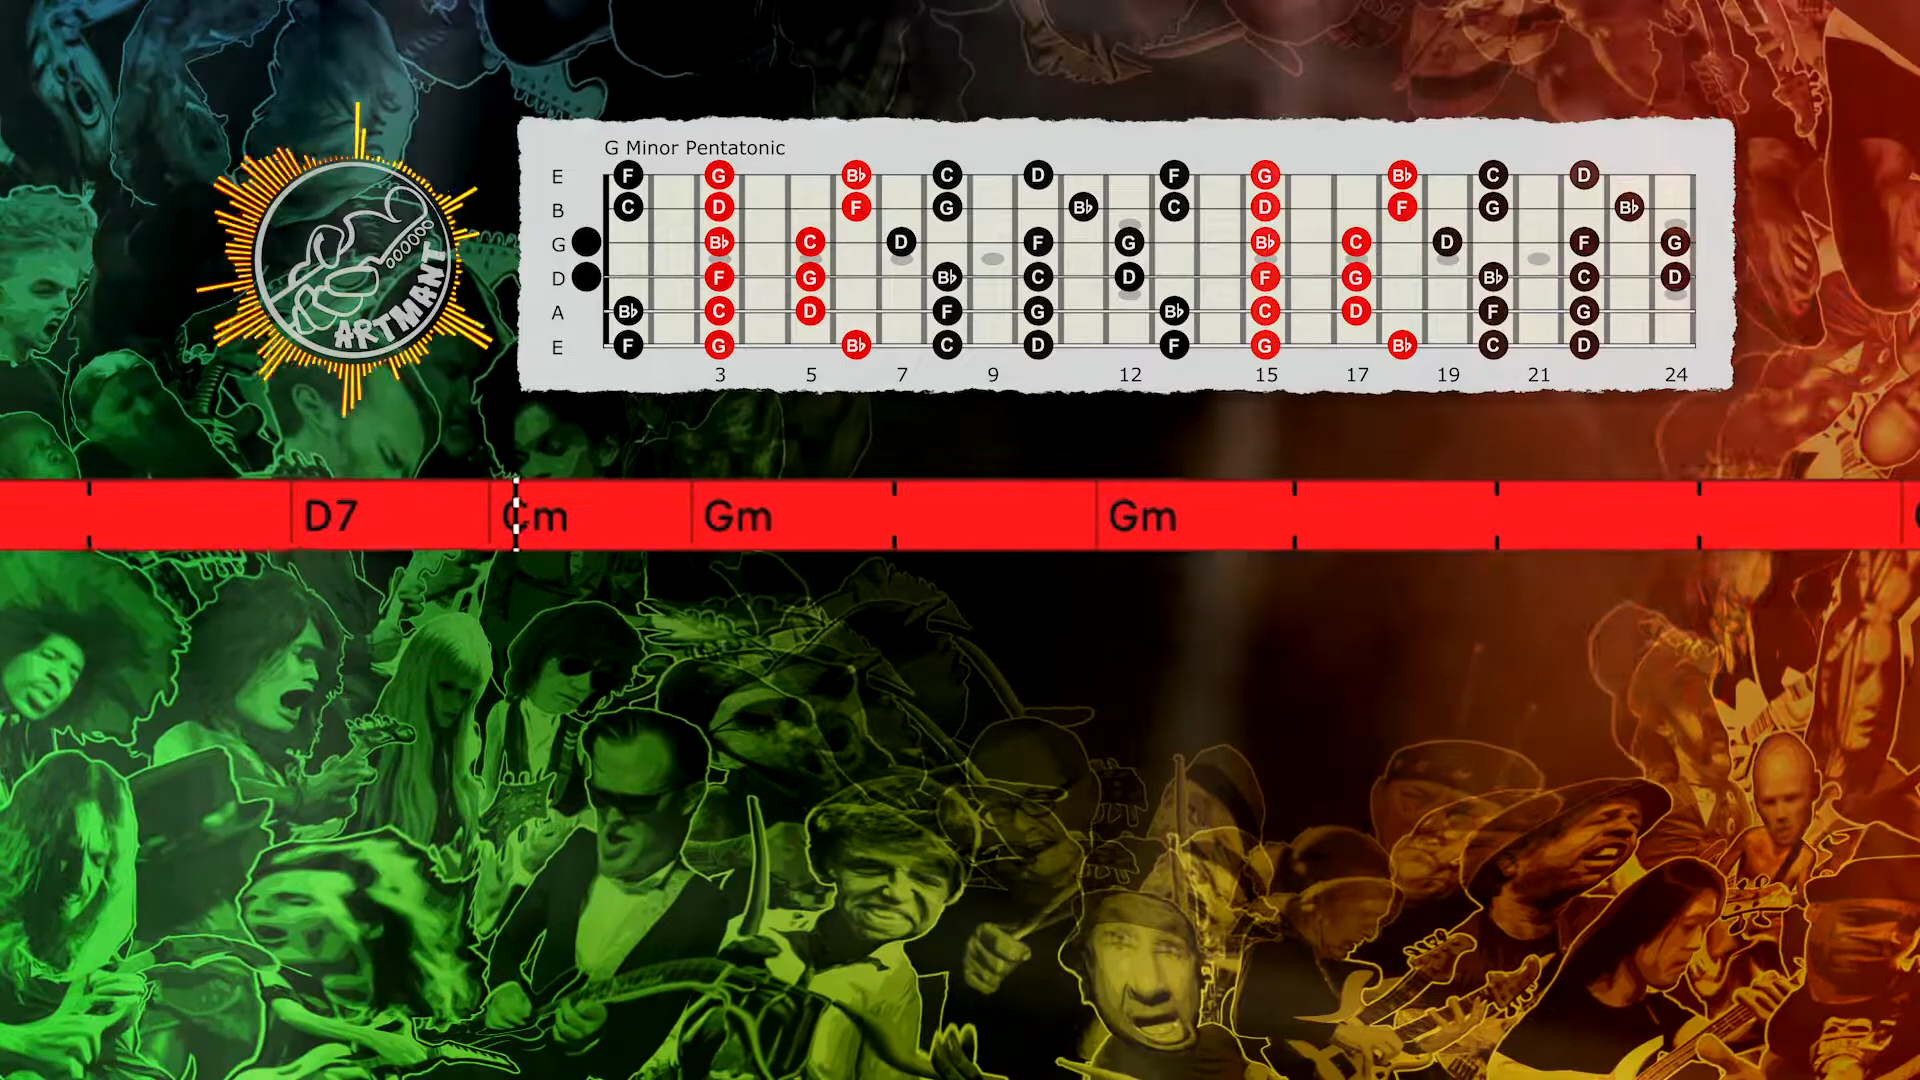 ARTMANT
G Minor Pentatonic
E F G B♭ C D F G B♭ C D
B C D F G B♭ C D F G B♭
G B♭ C D F G B♭ C D F G
D F G B♭ C D F G B♭ C D
A B♭ C D F G B♭ C D F G
E F G B♭ C D F G B♭ C D
3 5 7 9 12 15 17 19 21 24
D7 Cm Gm Gm